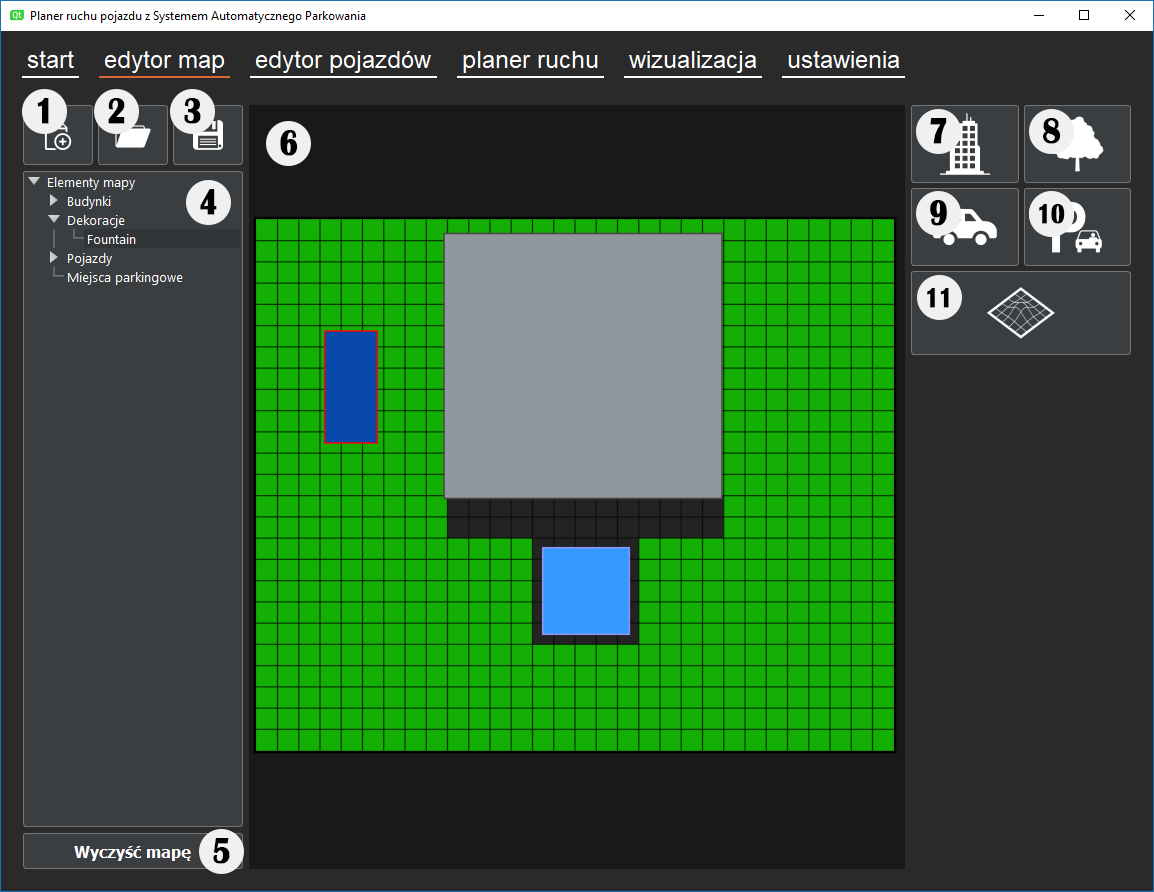 Qt Planer ruchu pojazdu z Systemem Automatycznego Parkowania
start edytor map edytor pojazdów planer ruchu wizualizacja ustawienia
1 2 3
6
7 8
Elementy mapy
Budynki
4
Dekoracje
Fountain
Pojazdy
Miejsca parkingowe
9 10
11
Wyczyść mapę 5